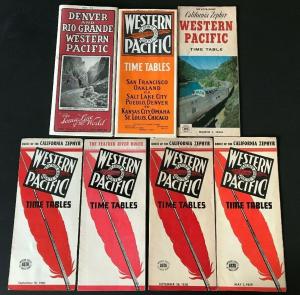 DENVER
AND
RIO GRANDE
WESTERN
PACIFIC
The
Scenic Line
of the World
WESTERN
PACIFIC
TIME TABLES
SAN FRANCISCO
OAKLAND
SALT LAKE CITY
PUEBLO, DENVER
KANSAS CITY, OMAHA
ST. LOUIS, CHICAGO
California Zephyr
WESTERN
PACIFIC
TIME TABLE
ROUTE OF THE CALIFORNIA ZEPHYR
WESTERN
PACIFIC
TIME TABLES
THE FEATHER RIVER ROUTE
WESTERN
PACIFIC
TIME TABLES
ROUTE OF THE CALIFORNIA ZEPHYR
WESTERN
PACIFIC
TIME TABLES
ROUTE OF THE CALIFORNIA ZEPHYR
WESTERN
PACIFIC
TIME TABLES